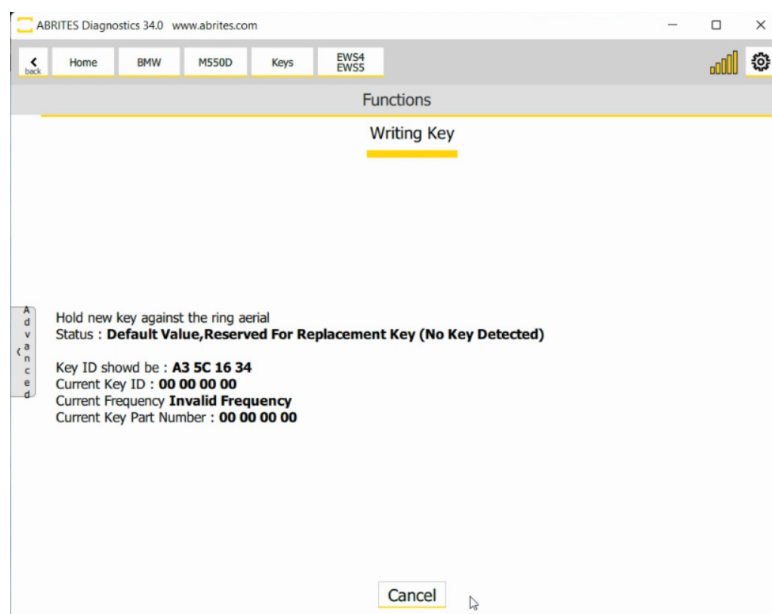 ABRITES Diagnostics 34.0 www.abrites.com
back
Home
BMW
M550D
Keys
EWS4
EWS5
Functions
Writing Key
Advanced
Hold new key against the ring aerial
Status : Default Value,Reserved For Replacement Key (No Key Detected)
Key ID showd be : A3 5C 16 34
Current Key ID : 00 00 00 00
Current Frequency Invalid Frequency
Current Key Part Number : 00 00 00 00
Cancel